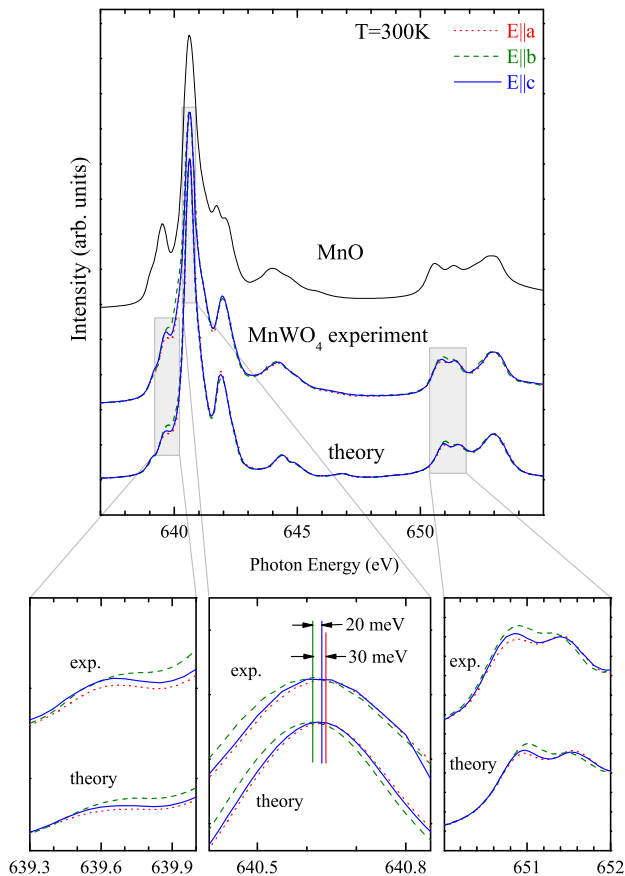 T=300K
E||a
E||b
E||c
Intensity (arb. units)
MnO
MnWO4 experiment
theory
640 645 650
Photon Energy (eV)
20 meV
30 meV
exp.
theory
639.3 639.6 639.9
exp.
theory
640.5 640.8
exp.
theory
651 652